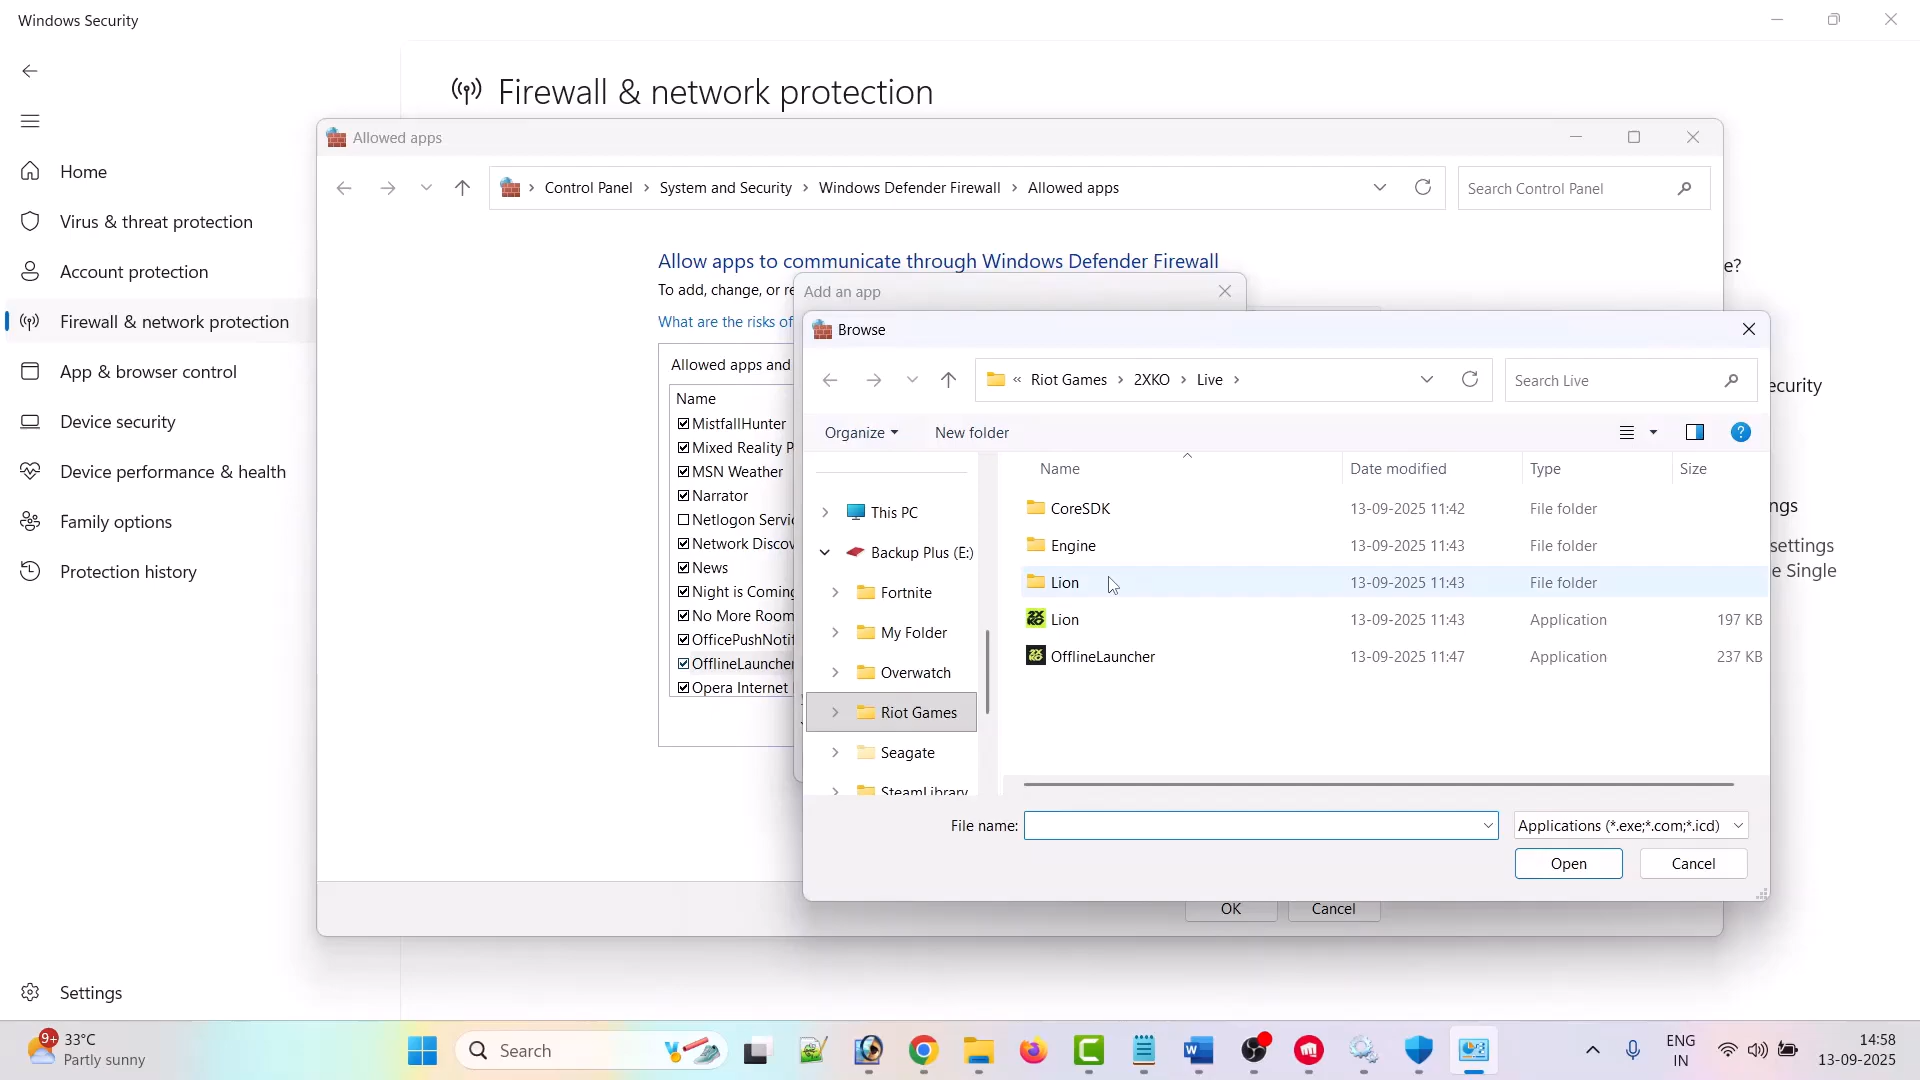 Windows Security
Firewall & network protection
Home
Virus & threat protection
Account protection
Firewall & network protection
App & browser control
Device security
Device performance & health
Family options
Protection history
Settings
Allowed apps
Control Panel > System and Security > Windows Defender Firewall > Allowed apps
Search Control Panel
Allow apps to communicate through Windows Defender Firewall
To add, change, or re
What are the risks of
Allowed apps and
Name
MistfallHunter
Mixed Reality P
MSN Weather
Narrator
Netlogon Servic
Network Discov
News
Night is Coming
No More Room
OfficePushNotif
OfflineLauncher
Opera Internet
OK
Cancel
Add an app
Browse
« Riot Games > 2XKO > Live >
Search Live
Organize
New folder
This PC
Backup Plus (E:)
Fortnite
My Folder
Overwatch
Riot Games
Seagate
SteamLibrary
Name Date modified Type Size
CoreSDK 13-09-2025 11:42 File folder
Engine 13-09-2025 11:43 File folder
Lion 13-09-2025 11:43 File folder
Lion 13-09-2025 11:43 Application 197 KB
OfflineLauncher 13-09-2025 11:47 Application 237 KB
File name:
Applications (*.exe;*.com;*.icd)
Open
Cancel
e?
ecurity
ngs
settings
e Single
9+
33°C
Partly sunny
Search
ENG
IN
14:58
13-09-2025